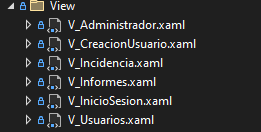 View
V_Administrador.xaml
V_CreacionUsuario.xaml
V_Incidencia.xaml
V_Informes.xaml
V_InicioSesion.xaml
V_Usuarios.xaml